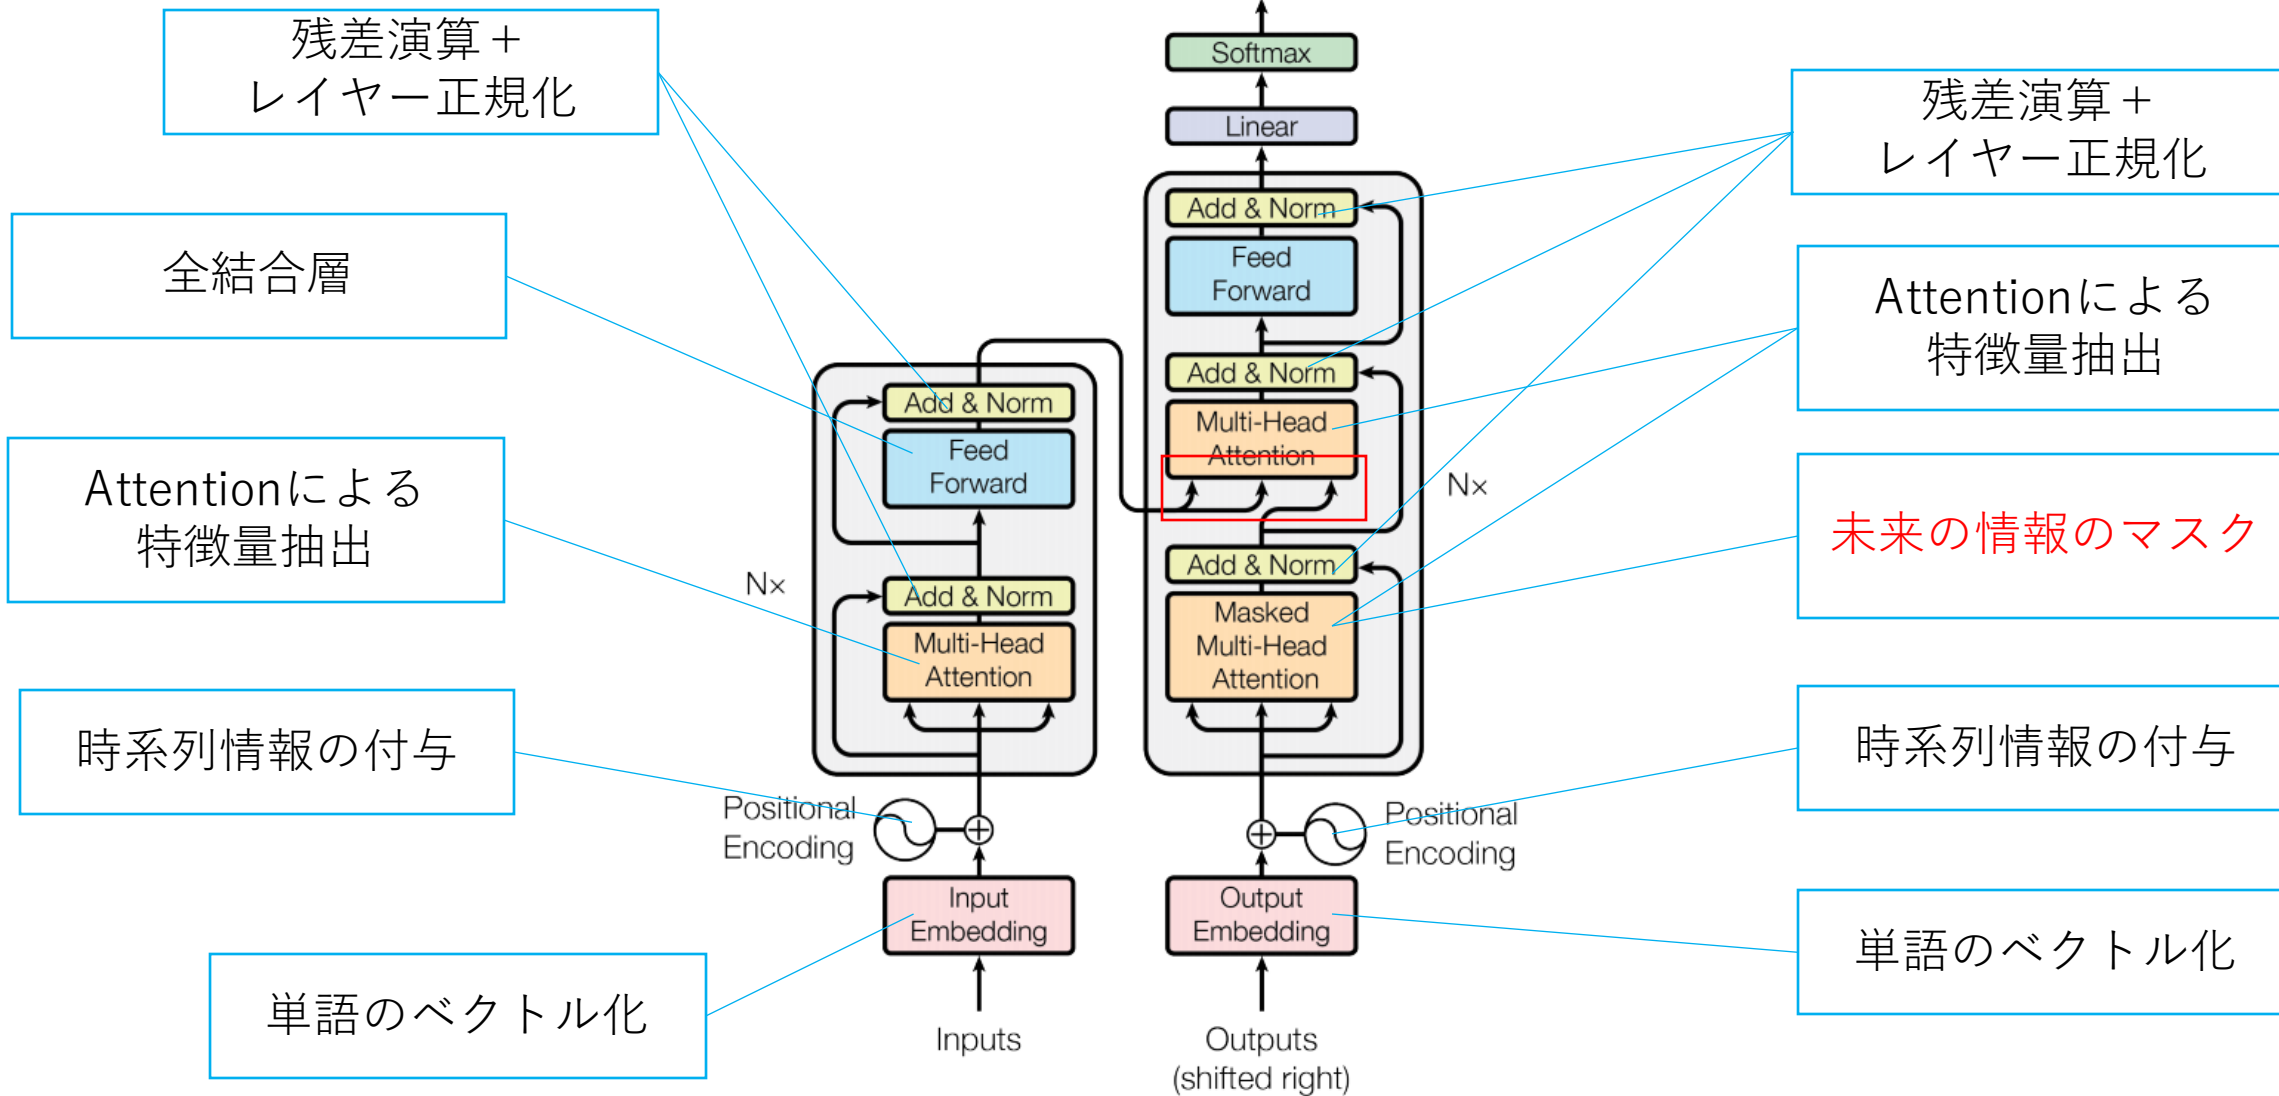 残差演算+
レイヤー正規化
全結合層
Attentionによる
特徴量抽出
時系列情報の付与
単語のベクトル化
Add & Norm
Feed
Forward
Add & Norm
Multi-Head
Attention
N×
Positional
Encoding
Input
Embedding
Inputs
Softmax
Linear
Add & Norm
Feed
Forward
Add & Norm
Multi-Head
Attention
N×
Add & Norm
Masked
Multi-Head
Attention
Positional
Encoding
Output
Embedding
Outputs
(shifted right)
残差演算+
レイヤー正規化
Attentionによる
特徴量抽出
未来の情報のマスク
時系列情報の付与
単語のベクトル化